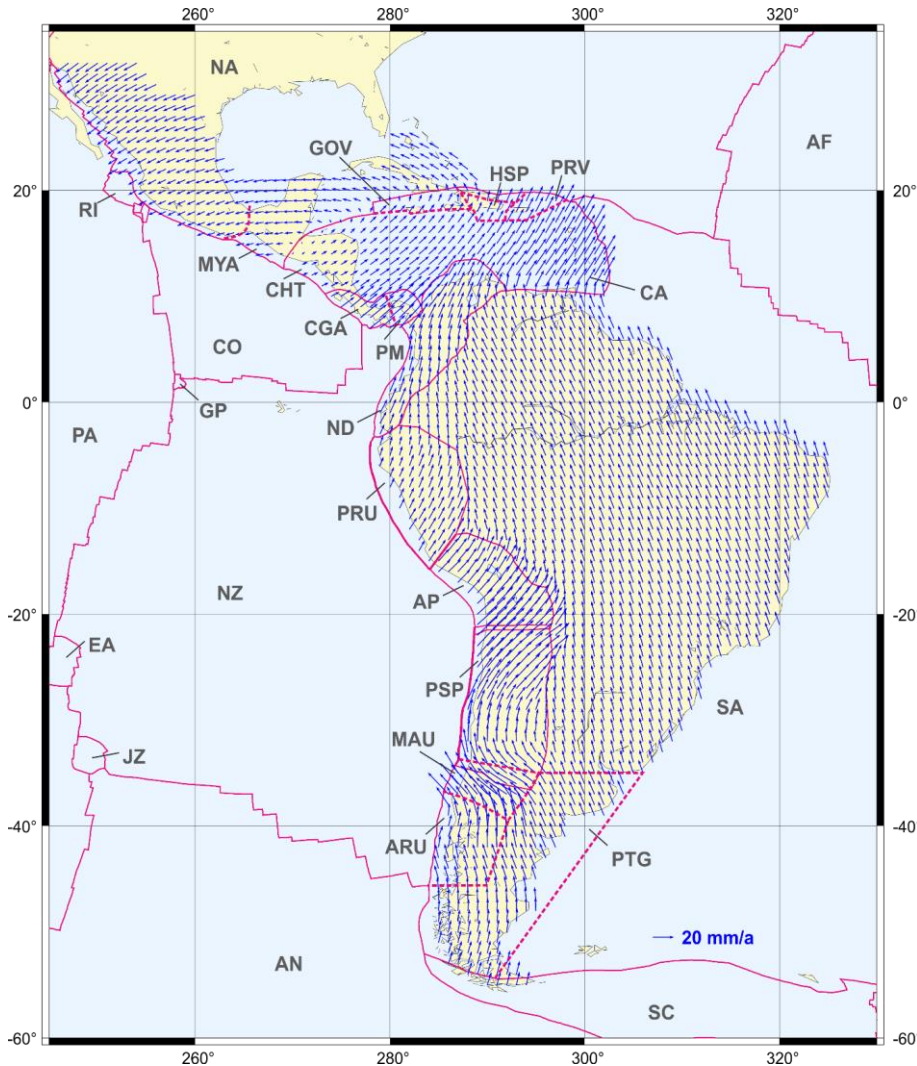 260°
280°
300°
320°
NA
AF
GOV
HSP
PRV
20°
20°
RI
MYA
CHT
CA
CGA
CO
PM
0°
GP
ND
0°
PA
PRU
NZ
AP
-20°
-20°
EA
PSP
SA
MAU
JZ
-40°
-40°
ARU
PTG
20 mm/a
AN
SC
-60°
-60°
260°
280°
300°
320°